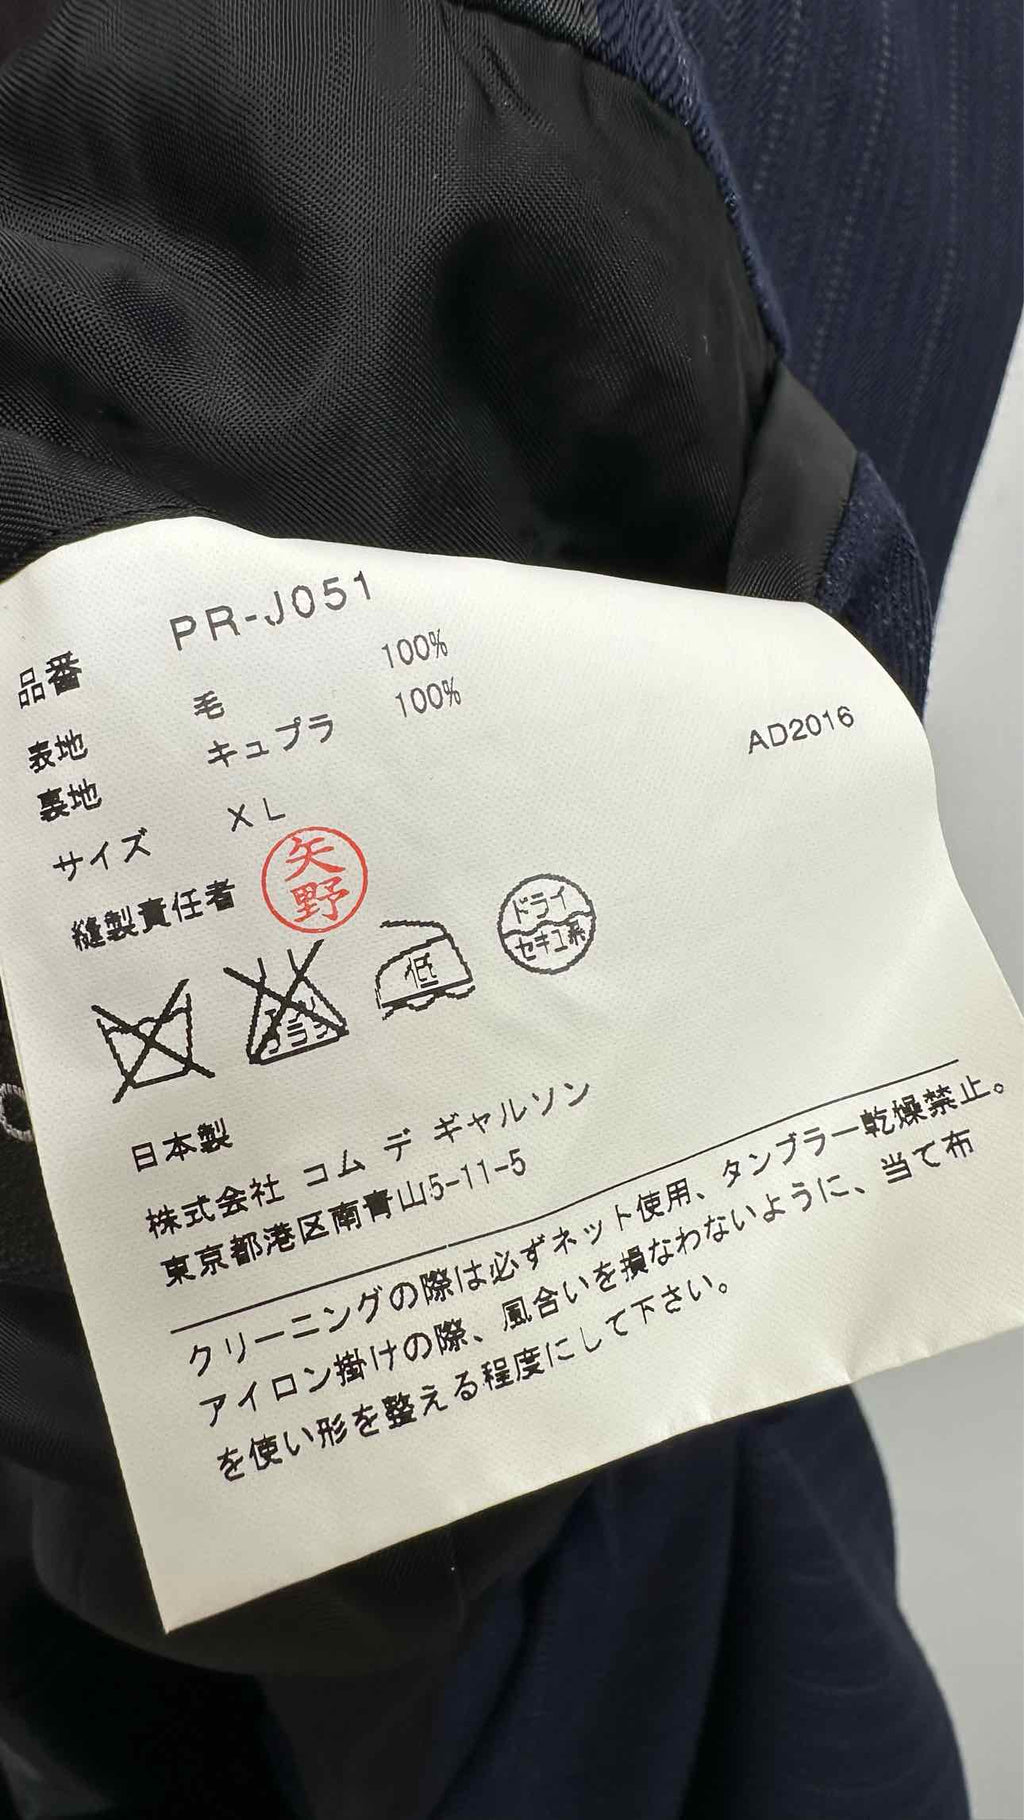 品番 PR-J051
表地 毛 100%
裏地 キュプラ 100%
AD2016
サイズ XL
縫製責任者 矢野
低
ドライ
セキユ系
日本製
株式会社 コム デ ギャルソン
東京都港区南青山5-11-5
クリーニングの際は必ずネット使用、タンブラー乾燥禁止。
アイロン掛けの際、風合いを損なわないように、当て布
を使い形を整える程度にして下さい。